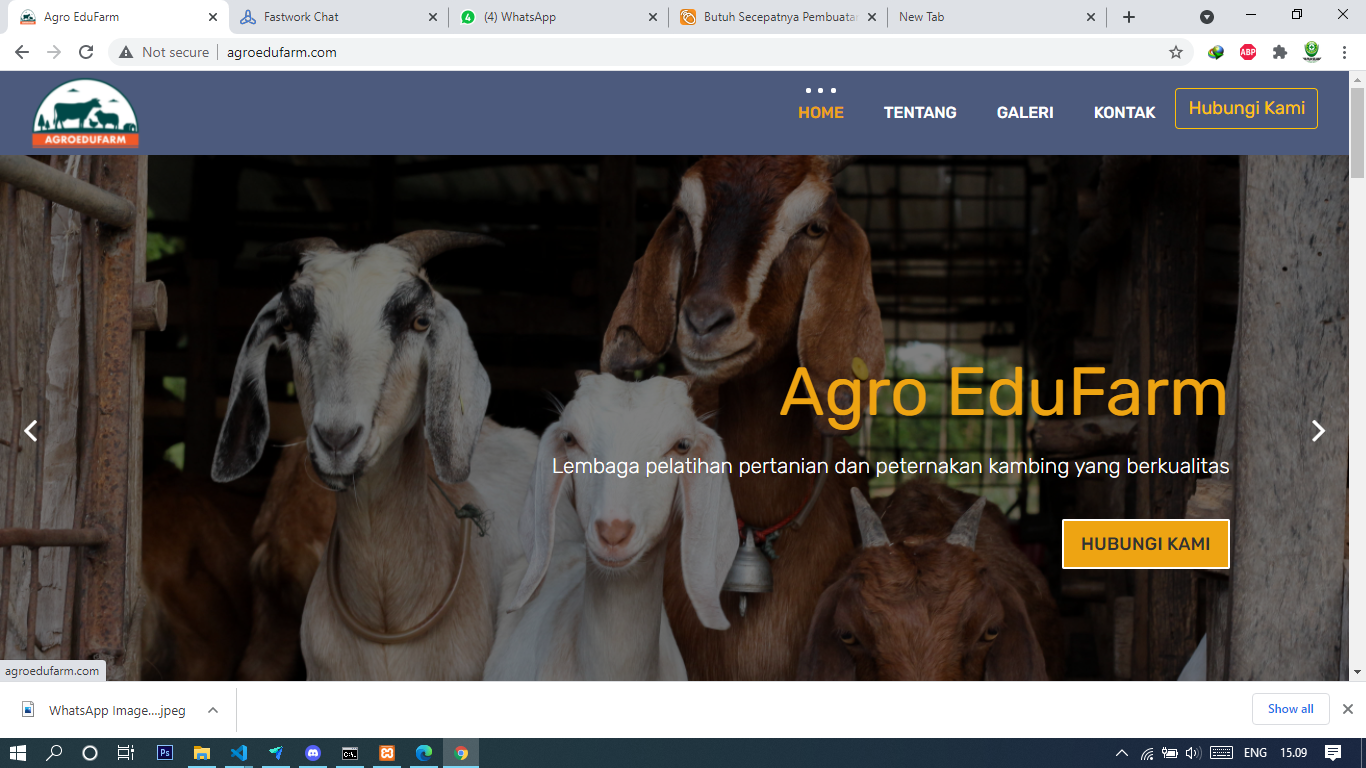 Agro EduFarm
Fastwork Chat
(4) WhatsApp
Butuh Secepatnya Pembuatan
New Tab
Not secure
agroedufarm.com
ABP
AGROEDUFARM
HOME
TENTANG
GALERI
KONTAK
Hubungi Kami
Agro EduFarm
Lembaga pelatihan pertanian dan peternakan kambing yang berkualitas
HUBUNGI KAMI
agroedufarm.com
WhatsApp Image....jpeg
Show all
Ps
ENG
15.09